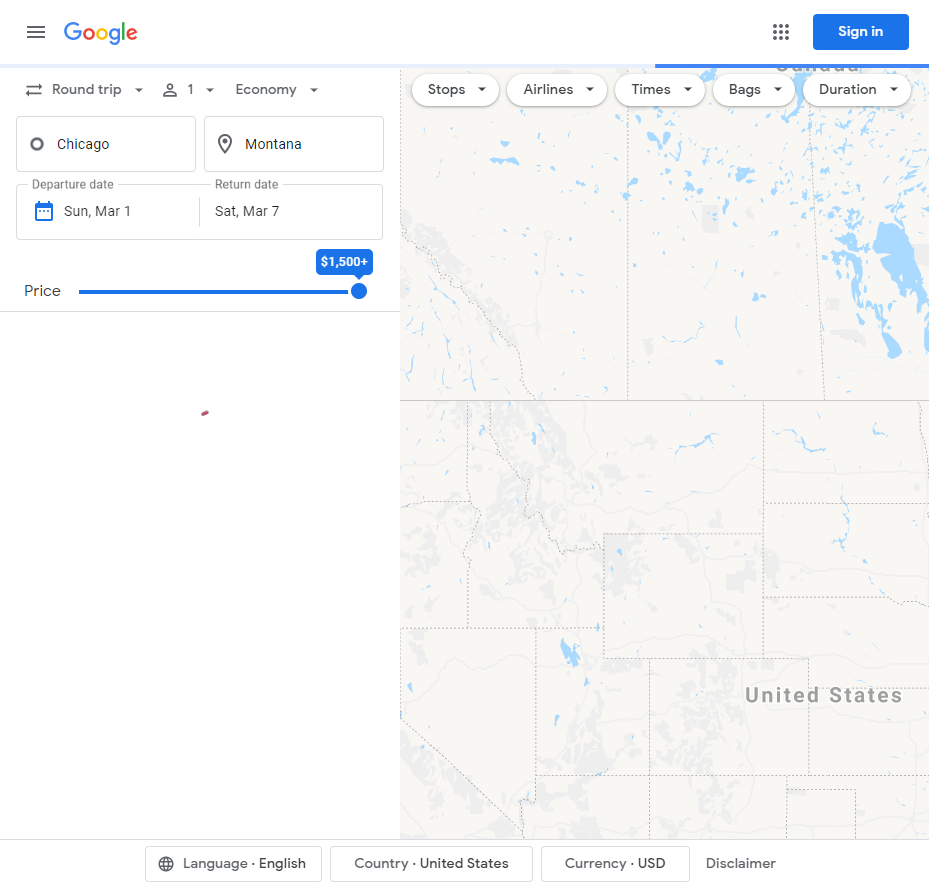 Google
Sign in
Round trip
1
Economy
Stops
Airlines
Times
Bags
Duration
Canada
Chicago
Montana
Departure date
Return date
Sun, Mar 1
Sat, Mar 7
$1,500+
Price
United States
Language · English
Country · United States
Currency · USD
Disclaimer